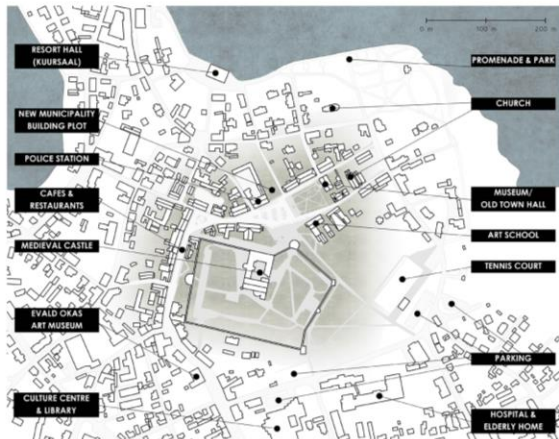 0 m
100 m
200 m
RESORT HALL
(KUURSAAL)
PROMENADE & PARK
CHURCH
NEW MUNICIPALITY
BUILDING PLOT
POLICE STATION
CAFES &
RESTAURANTS
MUSEUM/
OLD TOWN HALL
ART SCHOOL
MEDIEVAL CASTLE
TENNIS COURT
EVALD OKAS
ART MUSEUM
PARKING
CULTURE CENTRE
& LIBRARY
HOSPITAL &
ELDERLY HOME